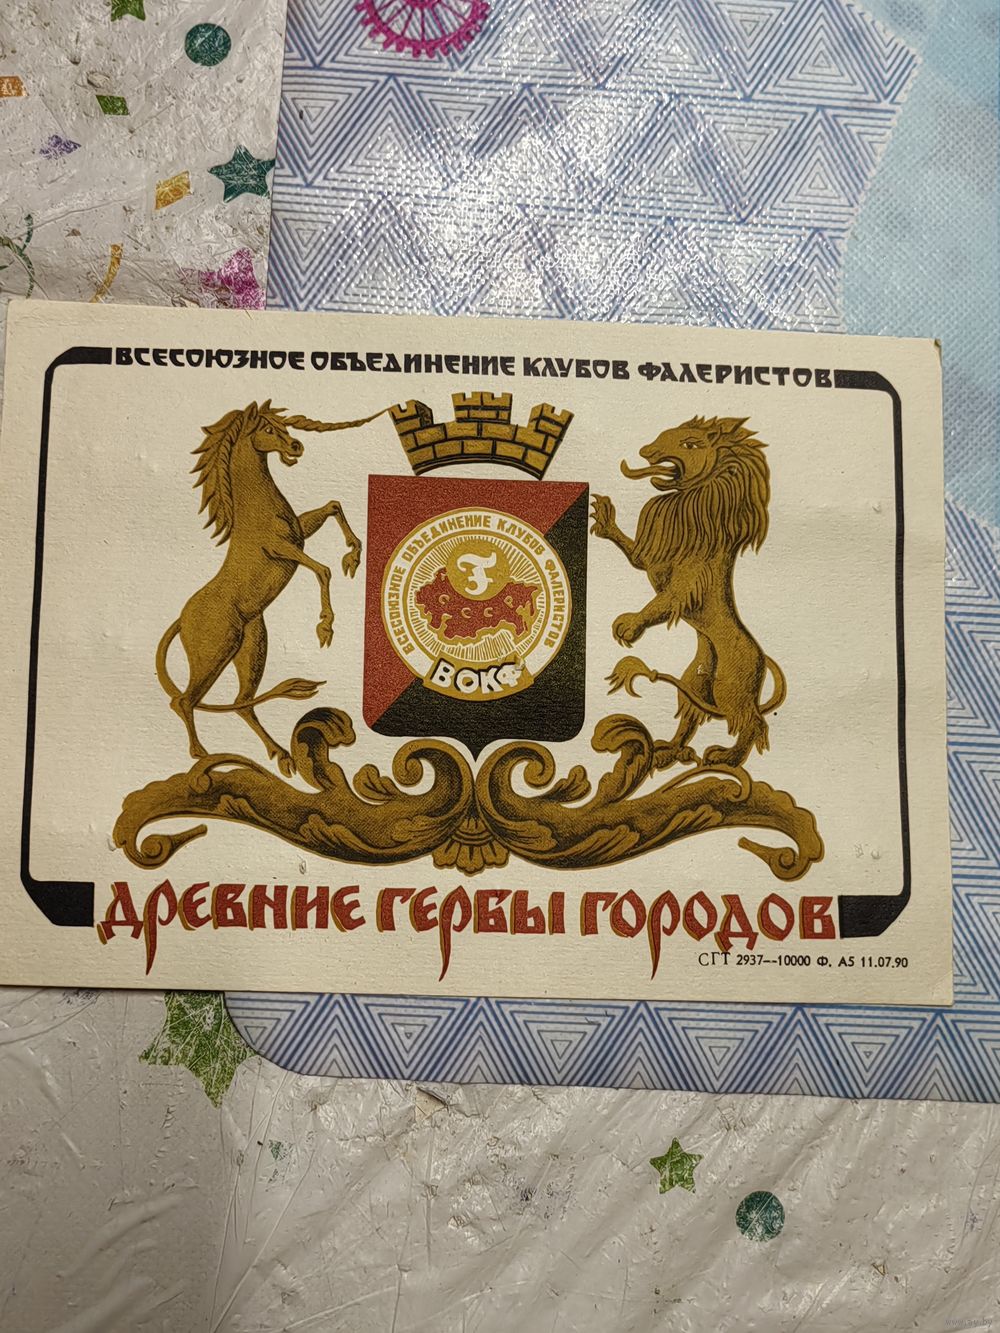 ВСЕСОЮЗНОЕ ОБЪЕДИНЕНИЕ КЛУБОВ ФАЛЕРИСТОВ
ВСЕСОЮЗНОЕ ОБЪЕДИНЕНИЕ КЛУБОВ ФАЛЕРИСТОВ
F
СССР
ВОКФ
ДРЕВНИЕ ГЕРБЫ ГОРОДОВ
СГТ 2937--10000 Ф. А5 11.07.90